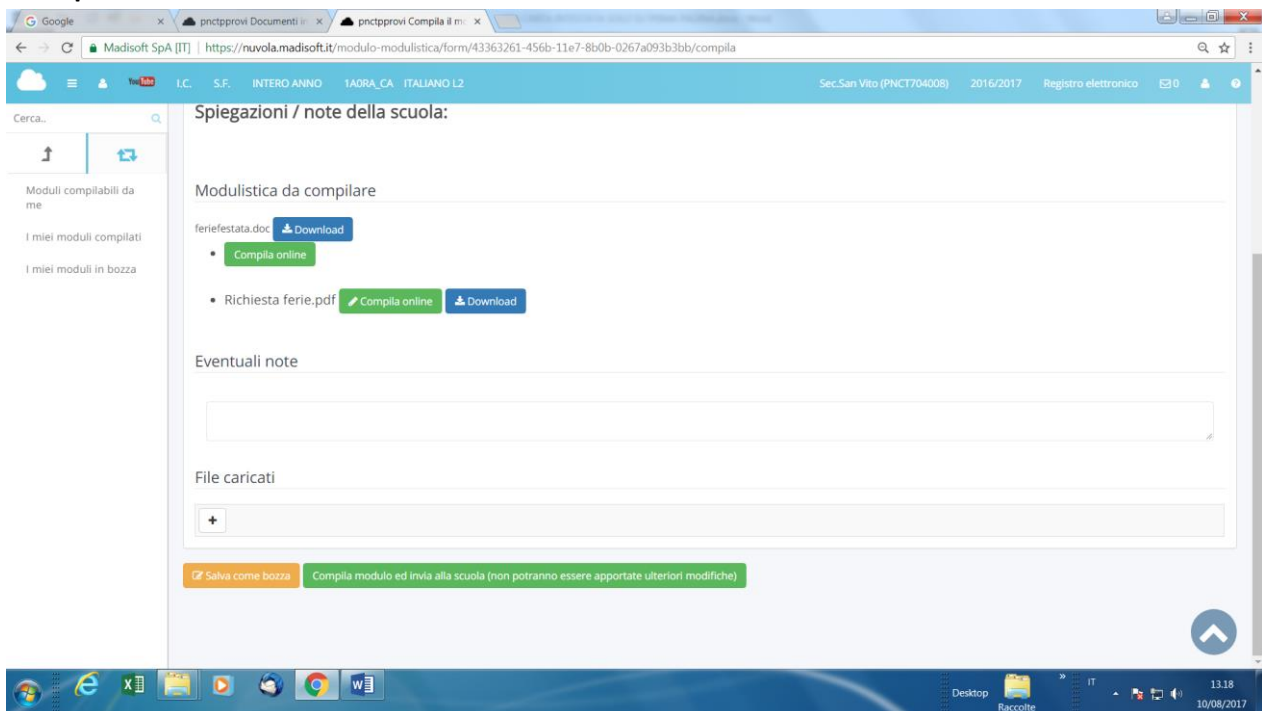 Google
pnctpprovi Documenti in
pnctpprovi Compila il mo
Madisoft SpA [IT] | https://nuvola.madisoft.it/modulo-modulistica/form/43363261-456b-11e7-8b0b-0267a093b3bb/compila
YouTube I.C. S.F. INTERO ANNO 1A0RA_CA ITALIANO L2 Sec.San Vito (PNCT704008) 2016/2017 Registro elettronico 0
Cerca..
Spiegazioni / note della scuola:
Moduli compilabili da
me
I miei moduli compilati
I miei moduli in bozza
Modulistica da compilare
feriefestata.doc Download
• Compila online
• Richiesta ferie.pdf Compila online Download
Eventuali note
File caricati
+
Salva come bozza Compila modulo ed invia alla scuola (non potranno essere apportate ulteriori modifiche)
Desktop
Raccolte
»
IT
13.18
10/08/2017